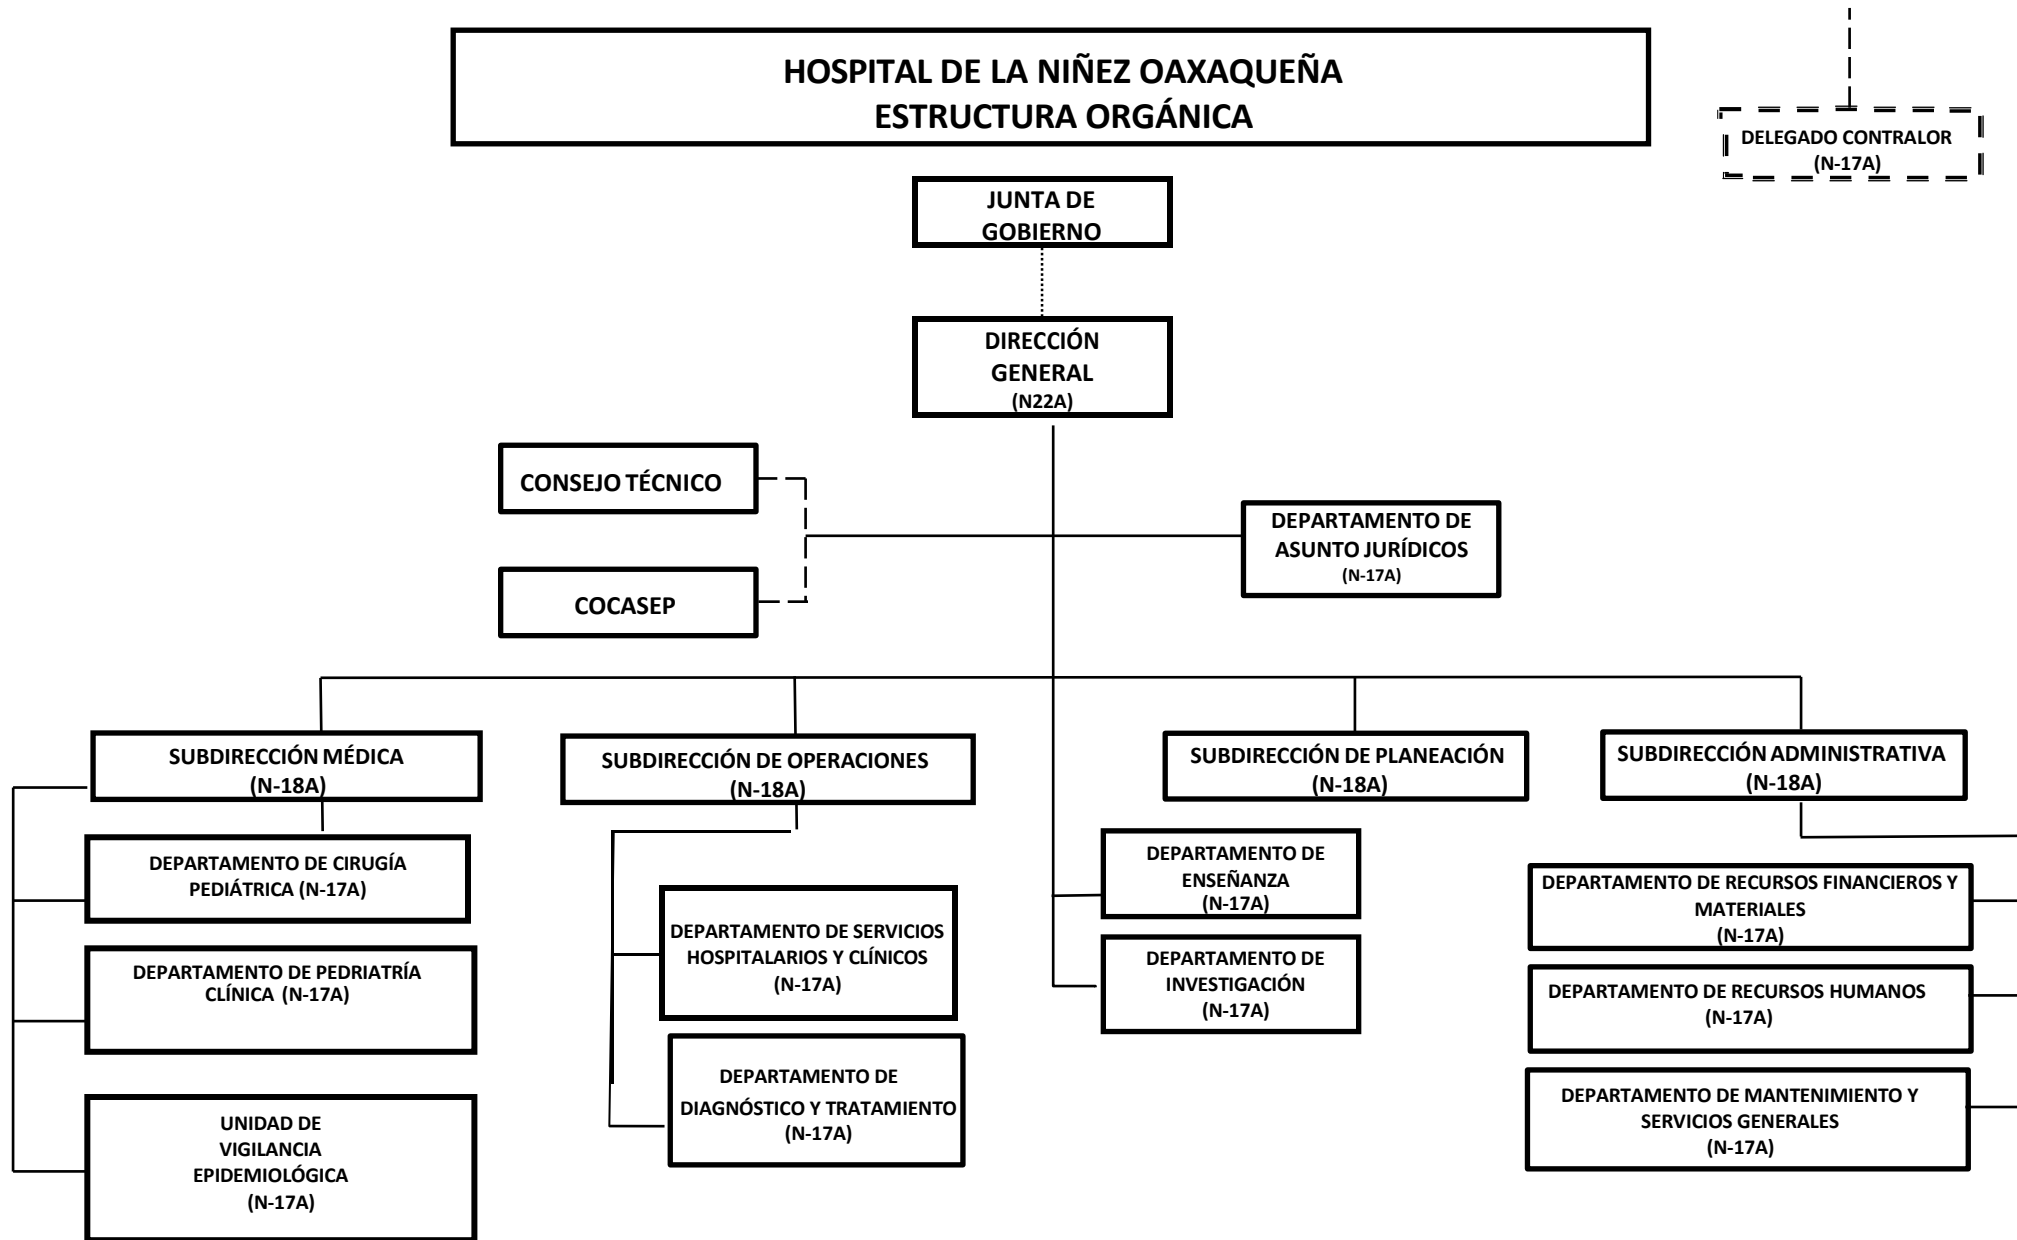 HOSPITAL DE LA NIÑEZ OAXAQUEÑA
ESTRUCTURA ORGÁNICA
DELEGADO CONTRALOR
(N-17A)
JUNTA DE
GOBIERNO
DIRECCIÓN
GENERAL
(N22A)
CONSEJO TÉCNICO
COCASEP
DEPARTAMENTO DE
ASUNTO JURÍDICOS
(N-17A)
SUBDIRECCIÓN MÉDICA
(N-18A)
SUBDIRECCIÓN DE OPERACIONES
(N-18A)
SUBDIRECCIÓN DE PLANEACIÓN
(N-18A)
SUBDIRECCIÓN ADMINISTRATIVA
(N-18A)
DEPARTAMENTO DE CIRUGÍA
PEDIÁTRICA (N-17A)
DEPARTAMENTO DE PEDRIATRÍA
CLÍNICA (N-17A)
UNIDAD DE
VIGILANCIA
EPIDEMIOLÓGICA
(N-17A)
DEPARTAMENTO DE SERVICIOS
HOSPITALARIOS Y CLÍNICOS
(N-17A)
DEPARTAMENTO DE
DIAGNÓSTICO Y TRATAMIENTO
(N-17A)
DEPARTAMENTO DE
ENSEÑANZA
(N-17A)
DEPARTAMENTO DE
INVESTIGACIÓN
(N-17A)
DEPARTAMENTO DE RECURSOS FINANCIEROS Y
MATERIALES
(N-17A)
DEPARTAMENTO DE RECURSOS HUMANOS
(N-17A)
DEPARTAMENTO DE MANTENIMIENTO Y
SERVICIOS GENERALES
(N-17A)